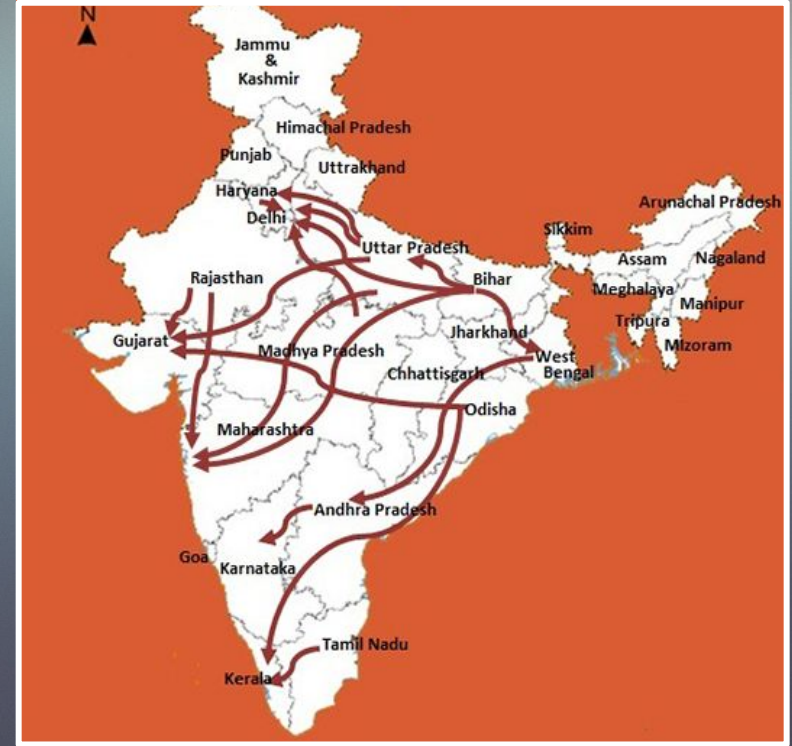 N
Jammu
&
Kashmir
Himachal Pradesh
Punjab
Uttrakhand
Haryana
Delhi
Arunachal Pradesh
Sikkim
Uttar Pradesh
Assam
Nagaland
Rajasthan
Bihar
Meghalaya
Manipur
Tripura
Gujarat
Jharkhand
Mizoram
Madhya Pradesh
West
Bengal
Chhattisgarh
Odisha
Maharashtra
Andhra Pradesh
Goa
Karnataka
Tamil Nadu
Kerala